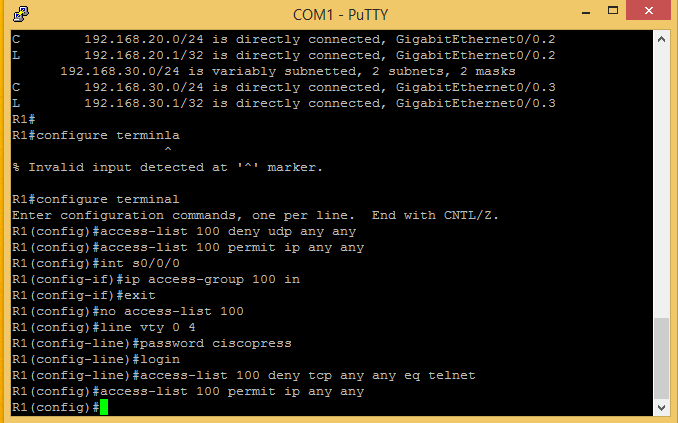 COM1 - PuTTY
C 192.168.20.0/24 is directly connected, GigabitEthernet0/0.2
L 192.168.20.1/32 is directly connected, GigabitEthernet0/0.2
192.168.30.0/24 is variably subnetted, 2 subnets, 2 masks
C 192.168.30.0/24 is directly connected, GigabitEthernet0/0.3
L 192.168.30.1/32 is directly connected, GigabitEthernet0/0.3
R1#
R1#configure terminla
^
% Invalid input detected at '^' marker.
R1#configure terminal
Enter configuration commands, one per line. End with CNTL/Z.
R1(config)#access-list 100 deny udp any any
R1(config)#access-list 100 permit ip any any
R1(config)#int s0/0/0
R1(config-if)#ip access-group 100 in
R1(config-if)#exit
R1(config)#no access-list 100
R1(config)#line vty 0 4
R1(config-line)#password ciscopress
R1(config-line)#login
R1(config-line)#access-list 100 deny tcp any any eq telnet
R1(config)#access-list 100 permit ip any any
R1(config)#